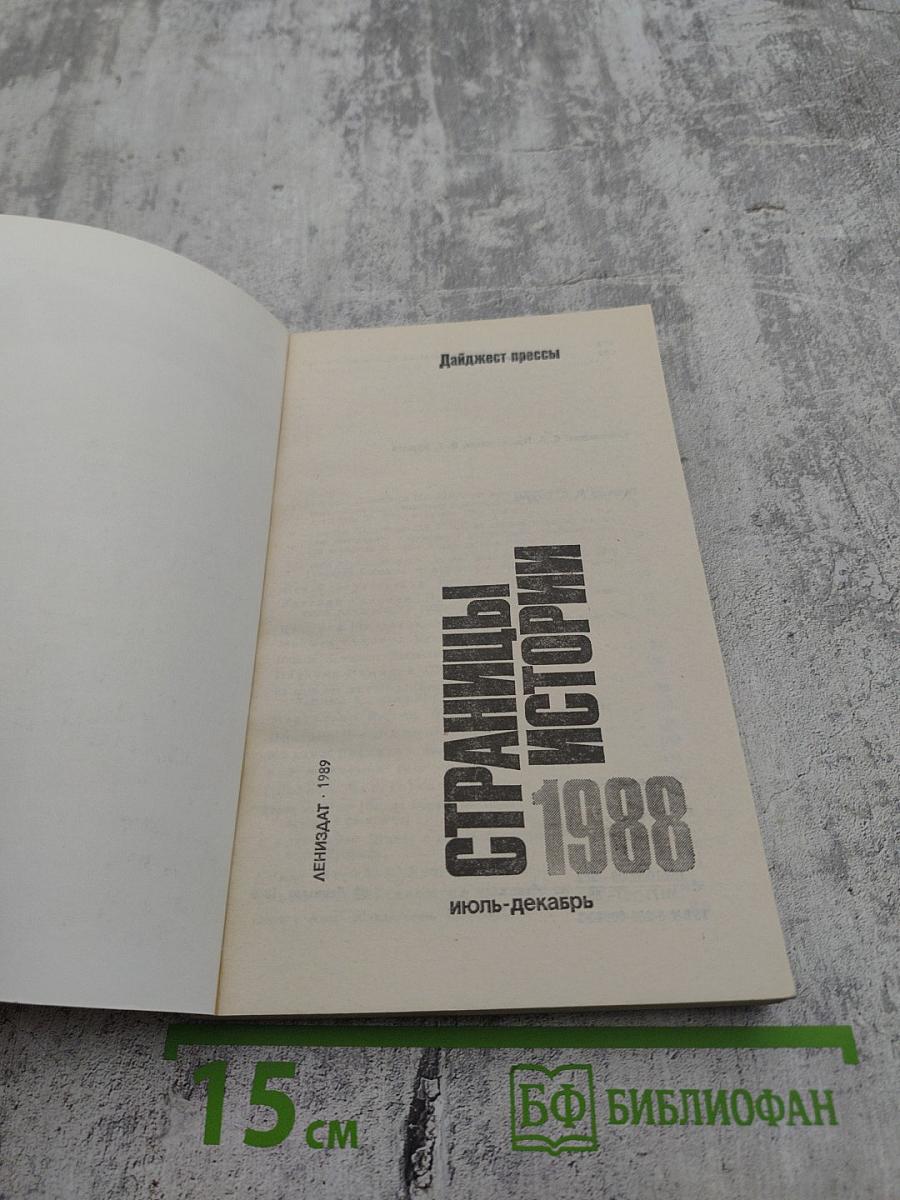 Дайджест прессы
СТРАНИЦЫ
ИСТОРИИ
1988
июль-декабрь
ЛЕНИЗДАТ · 1989
15 см
БФ БИБЛИОФАН